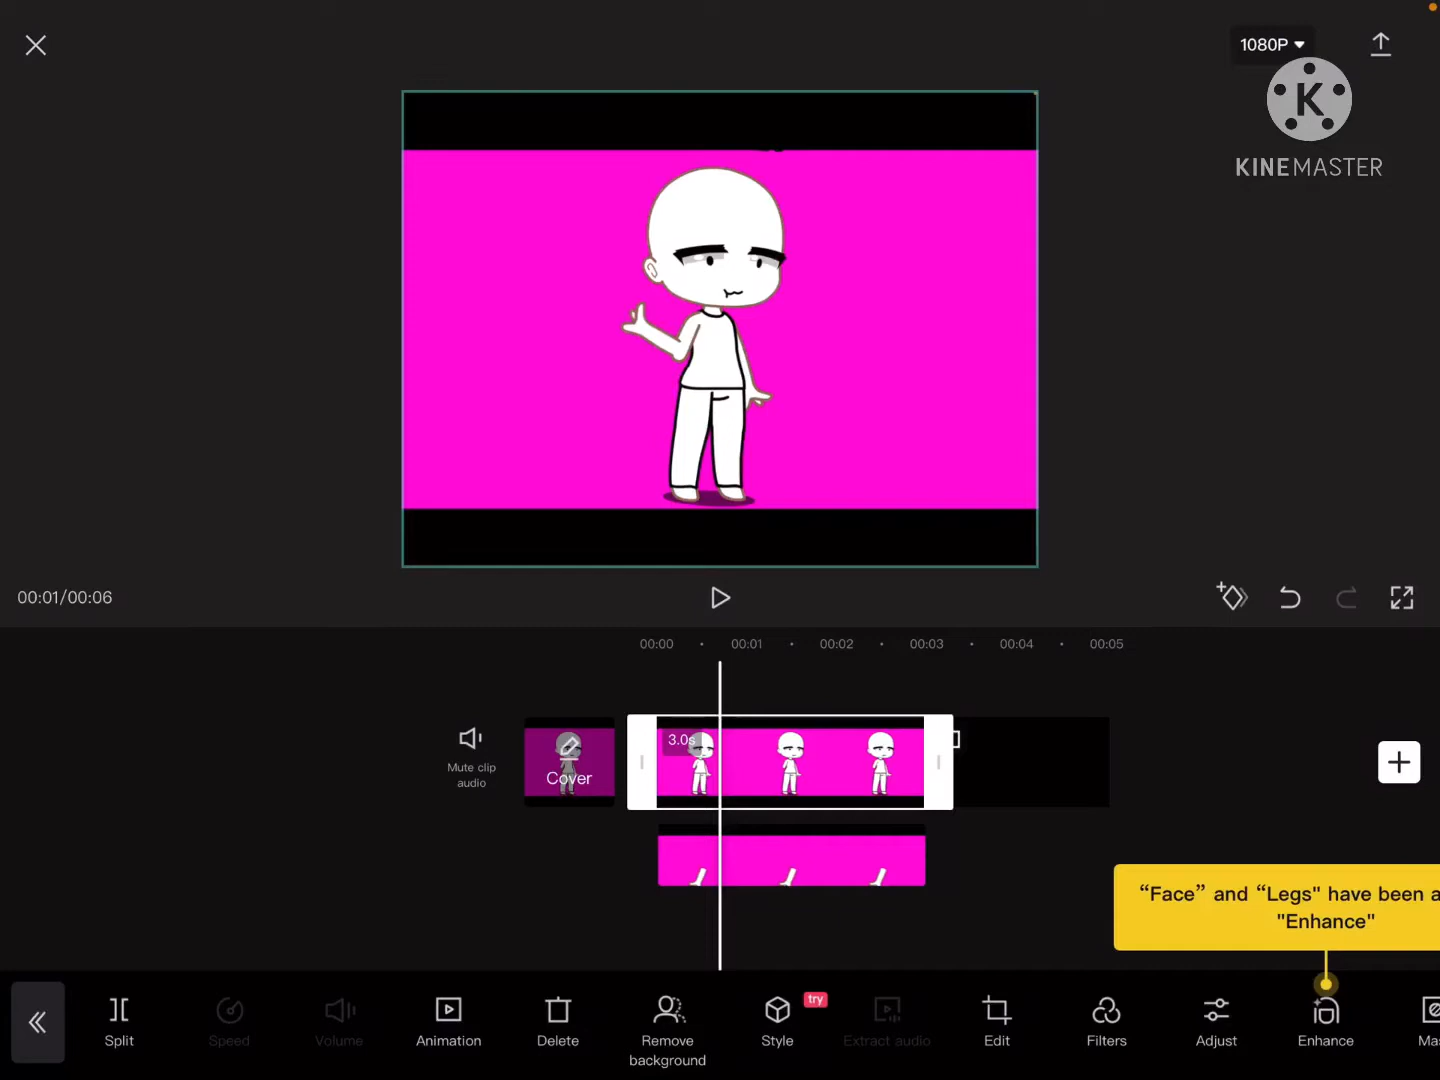 1080P
K
KINEMASTER
00:01/00:06
00:00 00:01 00:02 00:03 00:04 00:05
3.0s
Mute clip
audio
Cover
“Face” and “Legs" have been a
"Enhance"
try
Split Speed Volume Animation Delete Remove
background Style Extract audio Edit Filters Adjust Enhance Mas